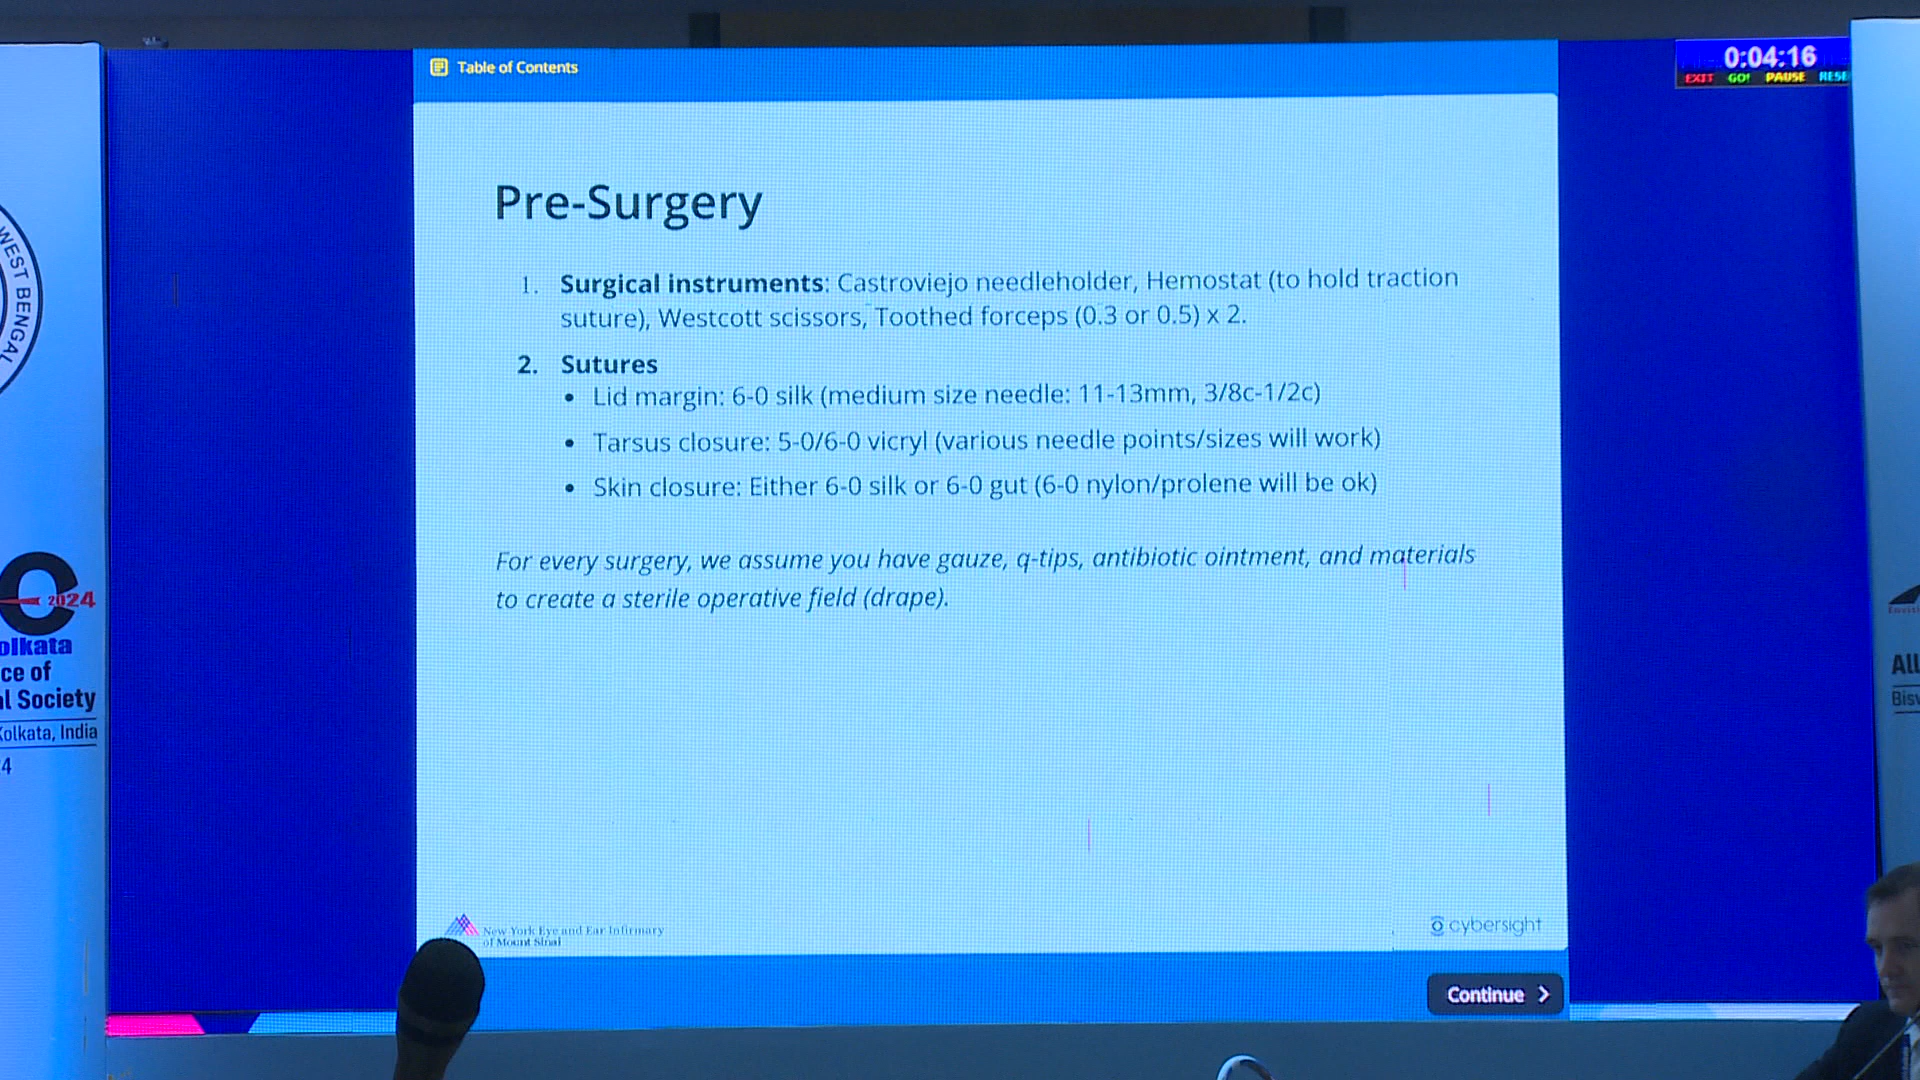 Table of Contents
0:04:16
EXIT GO! PAUSE RESE
Pre-Surgery
1. Surgical instruments: Castroviejo needleholder, Hemostat (to hold traction
suture), Westcott scissors, Toothed forceps (0.3 or 0.5) x 2.
2. Sutures
• Lid margin: 6-0 silk (medium size needle: 11-13mm, 3/8c-1/2c)
• Tarsus closure: 5-0/6-0 vicryl (various needle points/sizes will work)
• Skin closure: Either 6-0 silk or 6-0 gut (6-0 nylon/prolene will be ok)
For every surgery, we assume you have gauze, q-tips, antibiotic ointment, and materials
to create a sterile operative field (drape).
New York Eye and Ear Infirmary
of Mount Sinai
cybersight
Continue
WEST BENGAL
C 2024
olkata
ce of
al Society
Kolkata, India
4
All